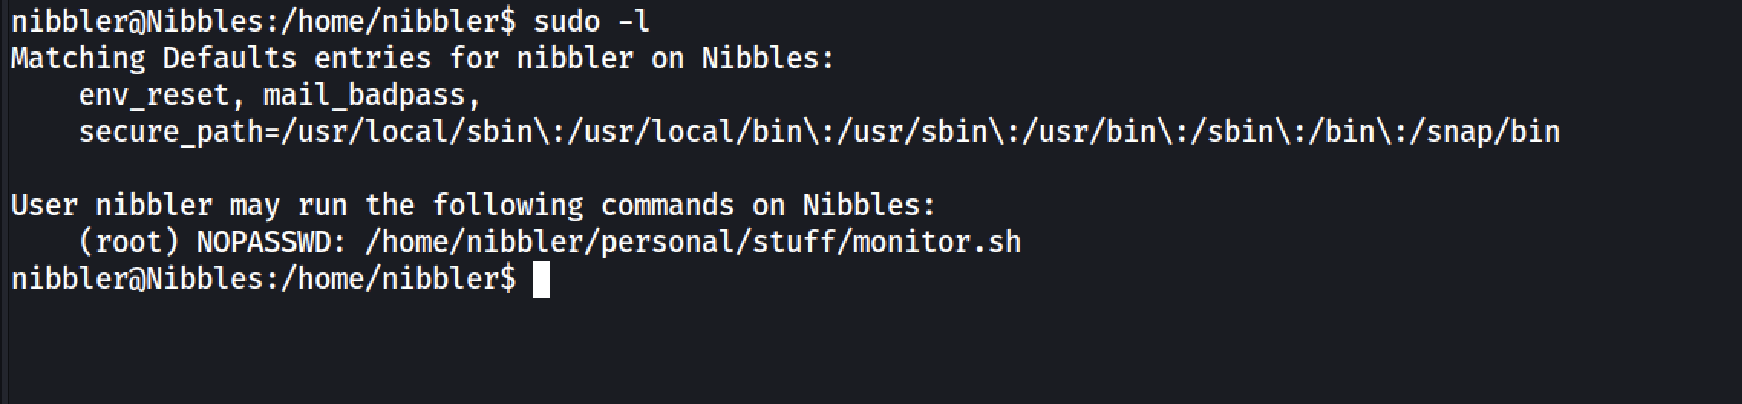 nibbler@Nibbles:/home/nibbler$ sudo -l
Matching Defaults entries for nibbler on Nibbles:
    env_reset, mail_badpass,
    secure_path=/usr/local/sbin\:/usr/local/bin\:/usr/sbin\:/usr/bin\:/sbin\:/bin\:/snap/bin

User nibbler may run the following commands on Nibbles:
    (root) NOPASSWD: /home/nibbler/personal/stuff/monitor.sh
nibbler@Nibbles:/home/nibbler$